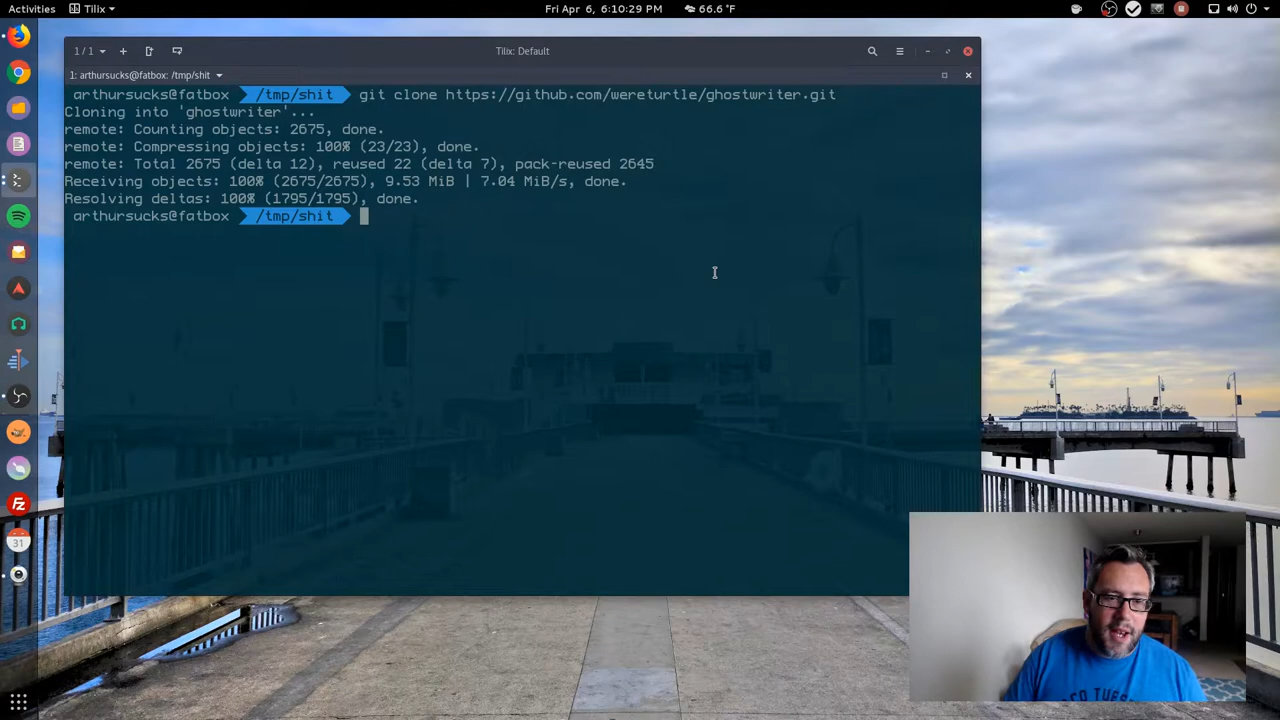 Activities
Tilix
Fri Apr 6, 6:10:29 PM
66.6 °F
1 / 1
Tilix: Default
1: arthursucks@fatbox: /tmp/shit
arthursucks@fatbox /tmp/shit git clone https://github.com/wereturtle/ghostwriter.git
Cloning into 'ghostwriter'...
remote: Counting objects: 2675, done.
remote: Compressing objects: 100% (23/23), done.
remote: Total 2675 (delta 12), reused 22 (delta 7), pack-reused 2645
Receiving objects: 100% (2675/2675), 9.53 MiB | 7.04 MiB/s, done.
Resolving deltas: 100% (1795/1795), done.
arthursucks@fatbox /tmp/shit
FZ
31
TUESD